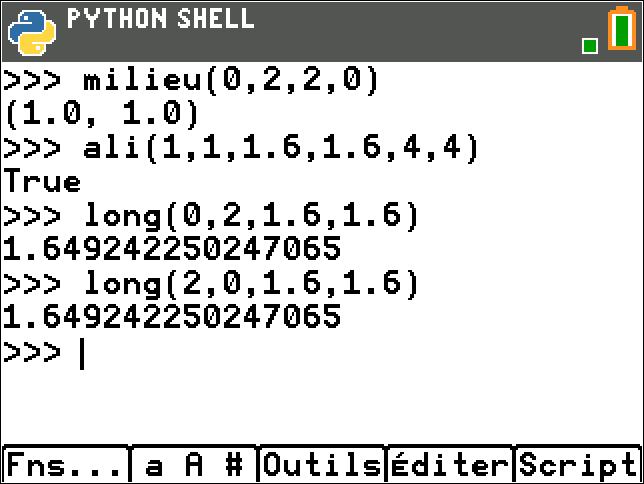 PYTHON SHELL
>>> milieu(0,2,2,0)
(1.0, 1.0)
>>> ali(1,1,1.6,1.6,4,4)
True
>>> long(0,2,1.6,1.6)
1.6492422502470​65
>>> long(2,0,1.6,1.6)
1.649242250247065
>>>
Fns... a A # Outils Éditer Script